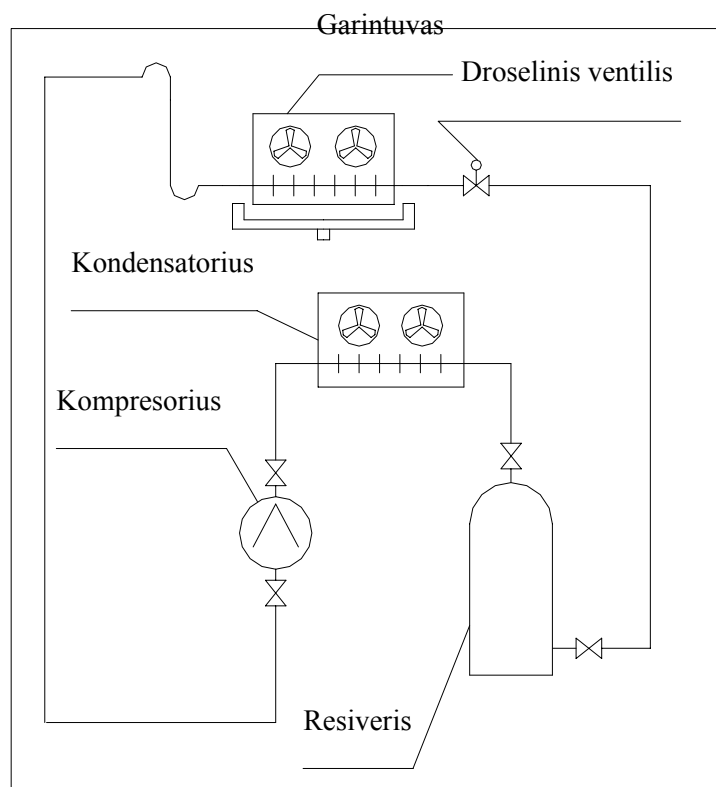 Garintuvas
Droselinis ventilis
Kondensatorius
Kompresorius
Resiveris